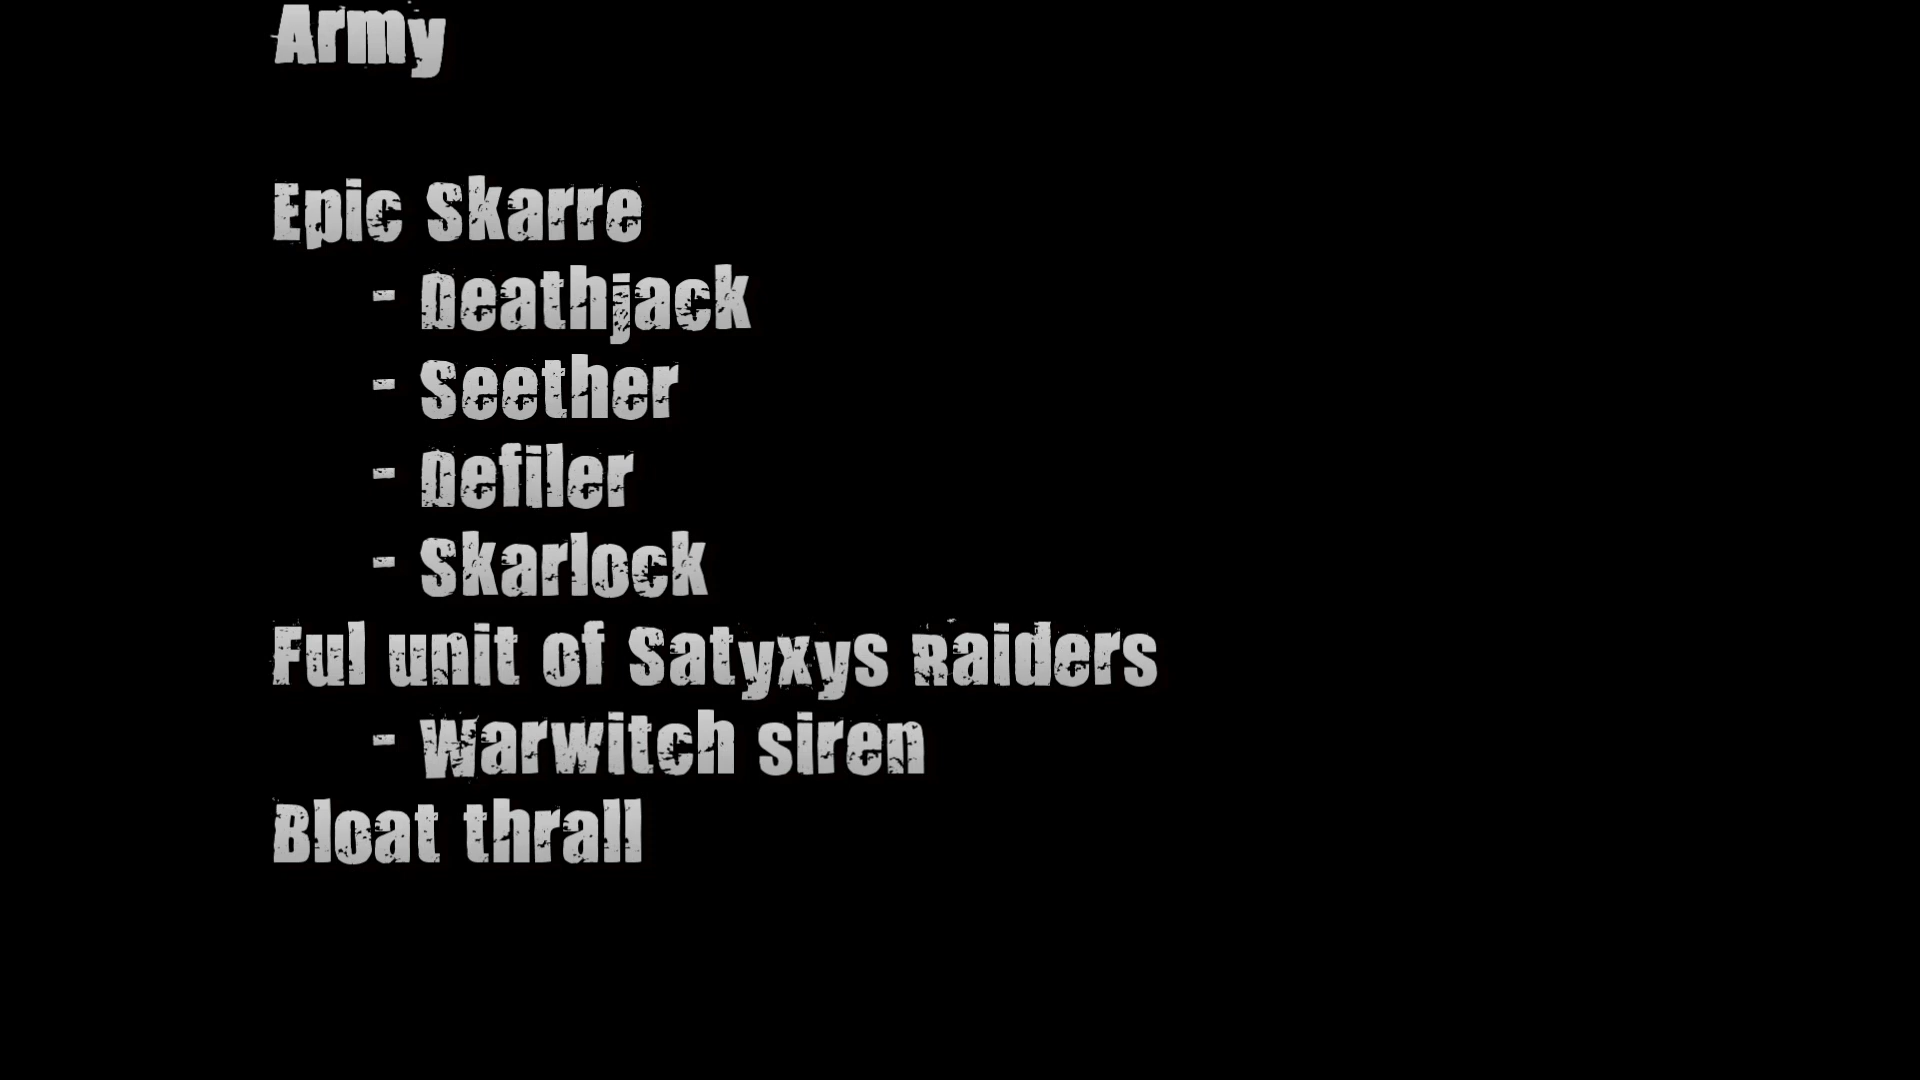 Army
Epic Skarre
- Deathjack
- Seether
- Defiler
- Skarlock
Ful unit of Satyxys Raiders
- Warwitch siren
Bloat thrall